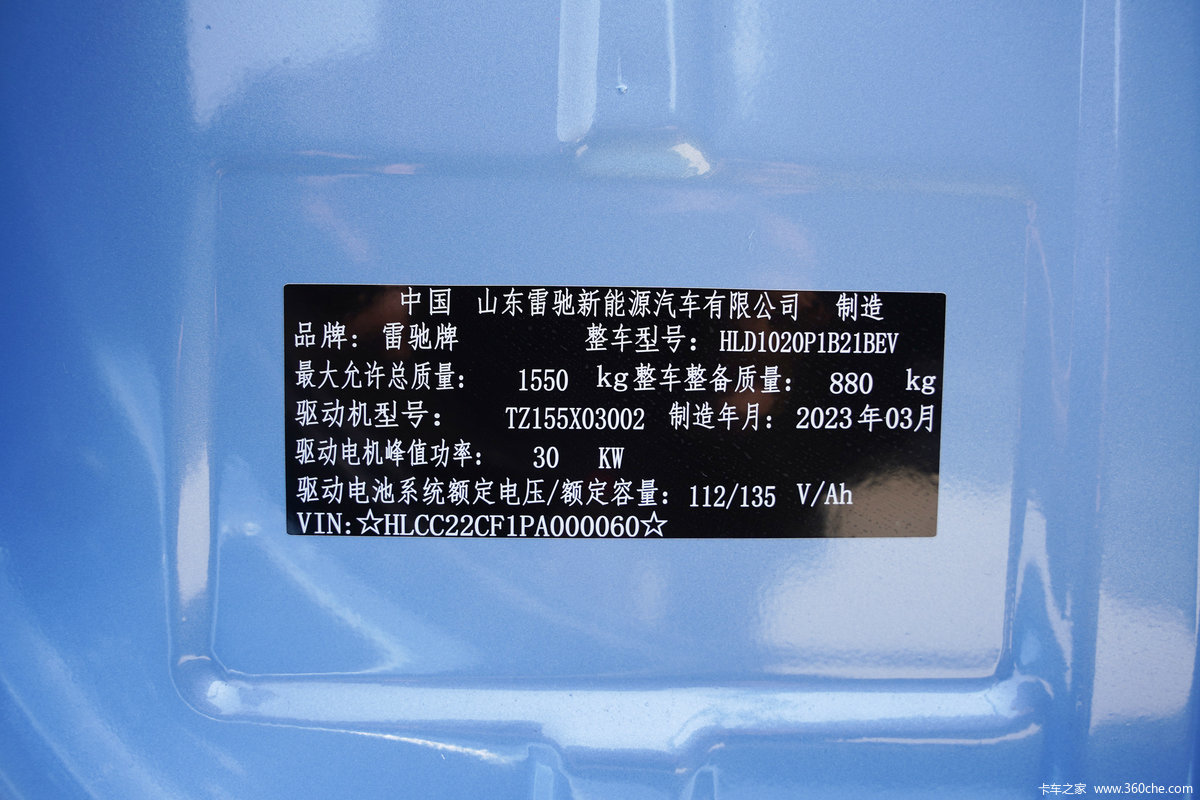 中国 山东雷驰新能源汽车有限公司 制造
品牌: 雷驰牌 整车型号: HLD1020P1B21BEV
最大允许总质量: 1550 kg 整车整备质量: 880 kg
驱动机型号: TZ155X03002 制造年月: 2023年03月
驱动电机峰值功率: 30 KW
驱动电池系统额定电压/额定容量: 112/135 V/Ah
VIN:☆HLCC22CF1PA000060☆
卡车之家 www.360che.com